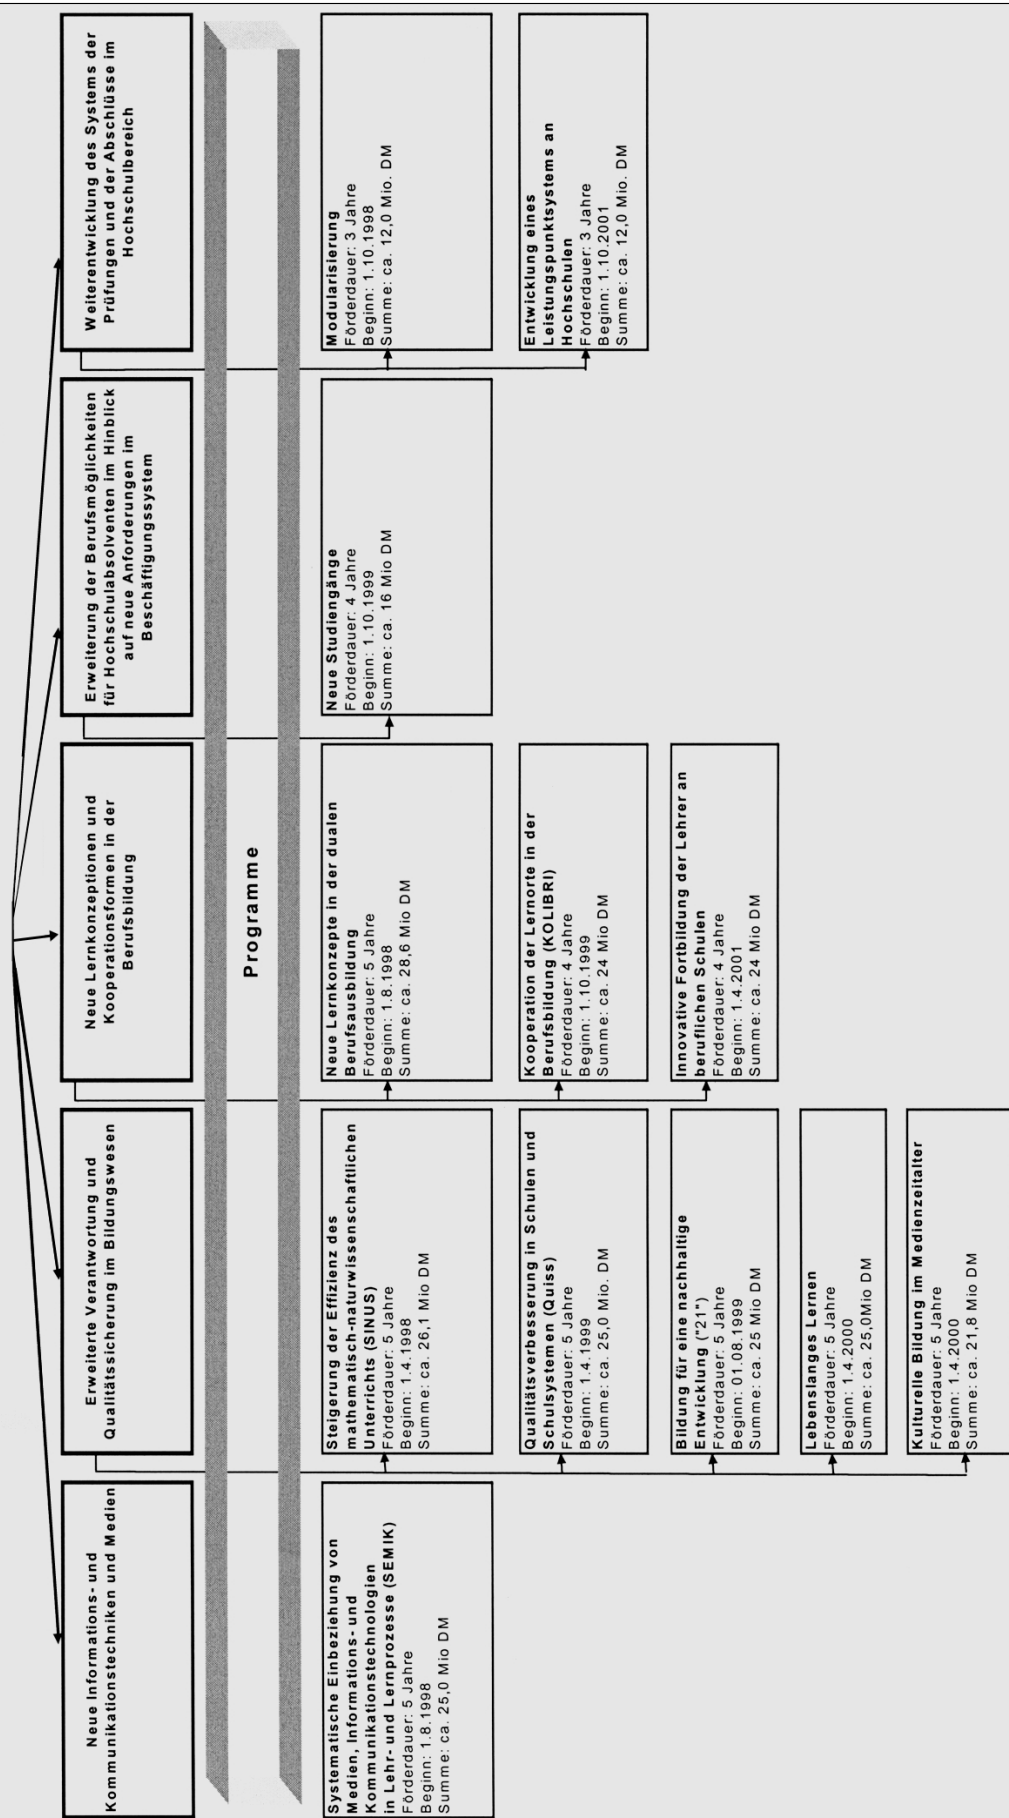 Neue Informations- und
Kommunikationstechniken und Medien
Erweiterte Verantwortung und
Qualitätssicherung im Bildungswesen
Neue Lernkonzeptionen und
Kooperationsformen in der
Berufsbildung
Erweiterung der Berufsmöglichkeiten
für Hochschulabsolventen im Hinblick
auf neue Anforderungen im
Beschäftigungssystem
Weiterentwicklung des Systems der
Prüfungen und der Abschlüsse im
Hochschulbereich
Programme
Systematische Einbeziehung von
Medien, Informations- und
Kommunikationstechnologien
in Lehr- und Lernprozesse (SEMIK)
Förderdauer: 5 Jahre
Beginn: 1.8.1998
Summe: ca. 25,0 Mio DM
Steigerung der Effizienz des
mathematisch-naturwissenschaftlichen
Unterrichts (SINUS)
Förderdauer: 5 Jahre
Beginn: 1.4.1998
Summe: ca. 26,1 Mio DM
Qualitätsverbesserung in Schulen und
Schulsystemen (Quiss)
Förderdauer: 5 Jahre
Beginn: 1.4.1999
Summe: ca. 25,0 Mio. DM
Bildung für eine nachhaltige
Entwicklung ("21")
Förderdauer: 5 Jahre
Beginn: 01.08.1999
Summe: ca. 25 Mio DM
Lebenslanges Lernen
Förderdauer: 5 Jahre
Beginn: 1.4.2000
Summe: ca. 25,0Mio DM
Kulturelle Bildung im Medienzeitalter
Förderdauer: 5 Jahre
Beginn: 1.4.2000
Summe: ca. 21,8 Mio DM
Neue Lernkonzepte in der dualen
Berufsausbildung
Förderdauer: 5 Jahre
Beginn: 1.8.1998
Summe: ca. 28,6 Mio DM
Kooperation der Lernorte in der
Berufsbildung (KOLIBRI)
Förderdauer: 4 Jahre
Beginn: 1.10.1999
Summe: ca. 24 Mio DM
Innovative Fortbildung der Lehrer an
beruflichen Schulen
Förderdauer: 4 Jahre
Beginn: 1.4.2001
Summe: ca. 24 Mio DM
Neue Studiengänge
Förderdauer: 4 Jahre
Beginn: 1.10.1999
Summe: ca. 16 Mio DM
Modularisierung
Förderdauer: 3 Jahre
Beginn: 1.10.1998
Summe: ca. 12,0 Mio. DM
Entwicklung eines
Leistungspunktsystems an
Hochschulen
Förderdauer: 3 Jahre
Beginn: 1.10.2001
Summe: ca. 12,0 Mio. DM